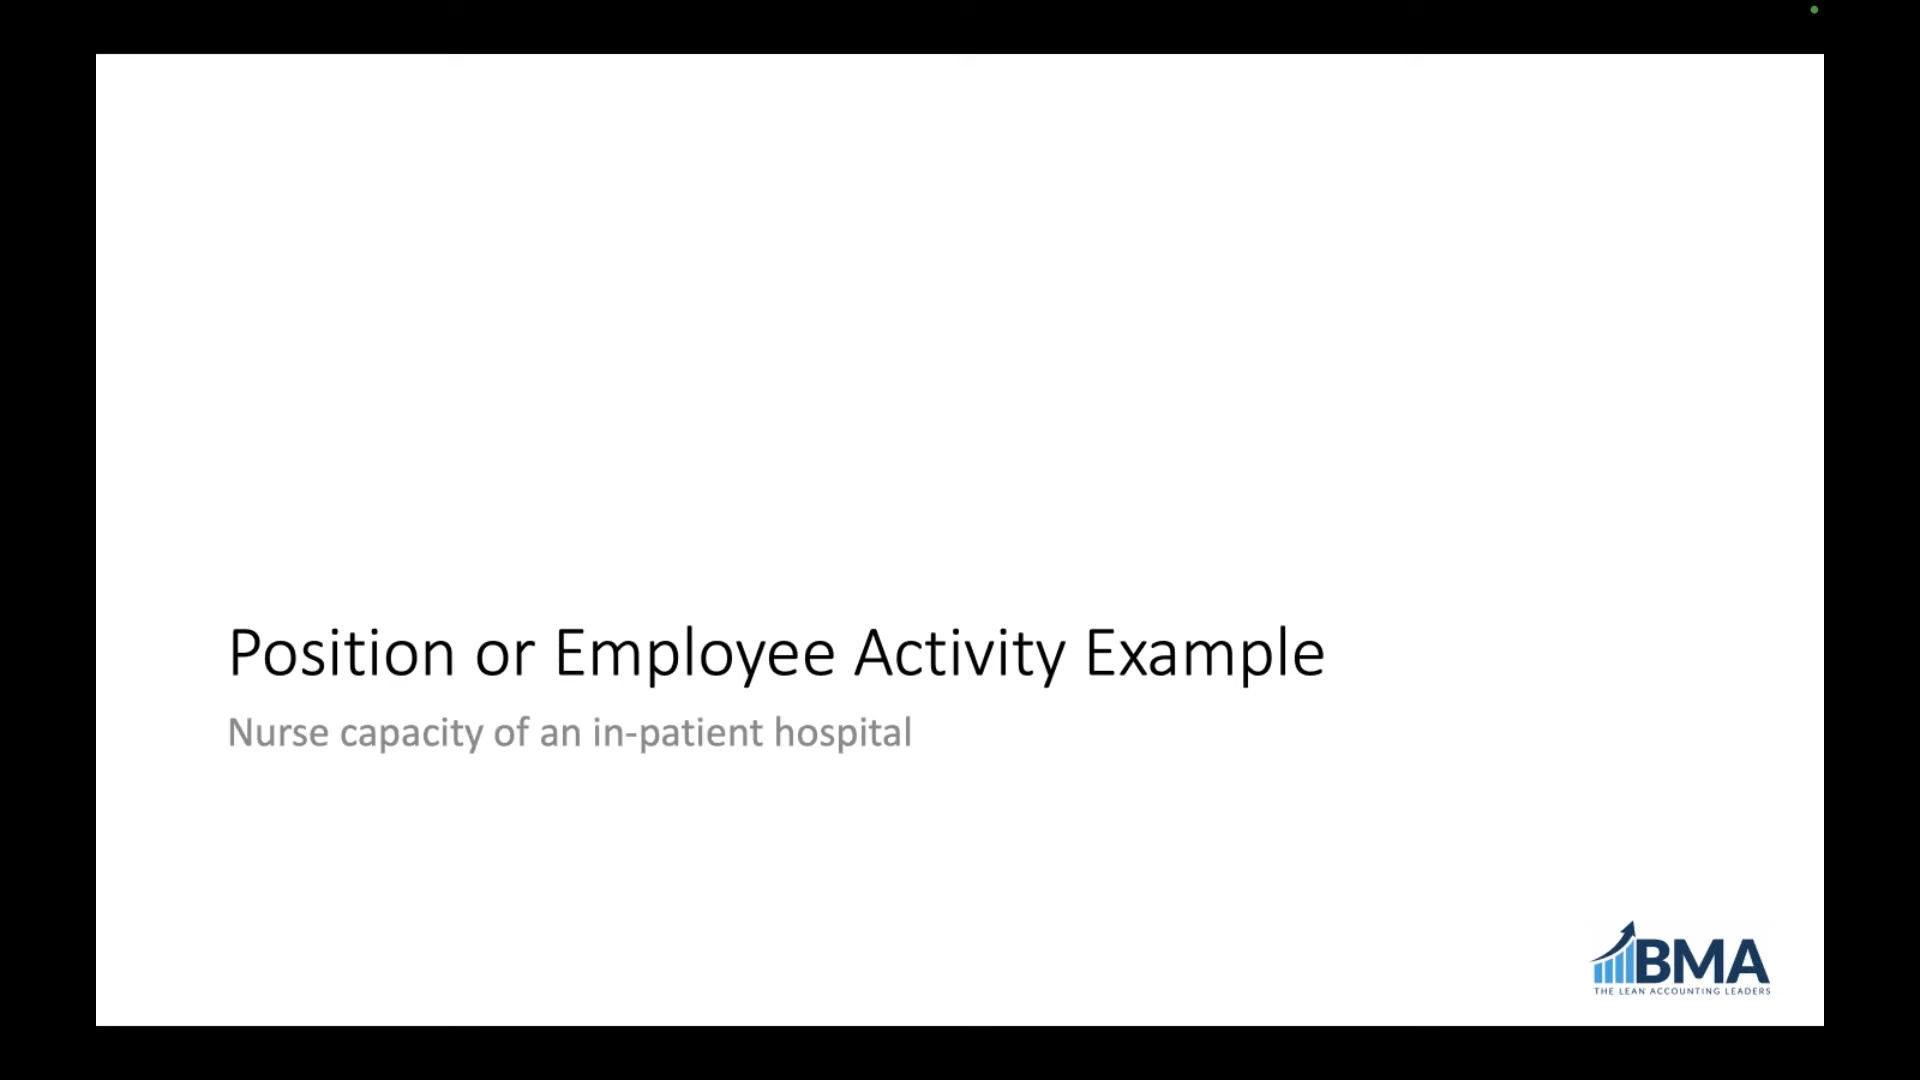 Position or Employee Activity Example
Nurse capacity of an in-patient hospital
BMA
THE LEAN ACCOUNTING LEADERS